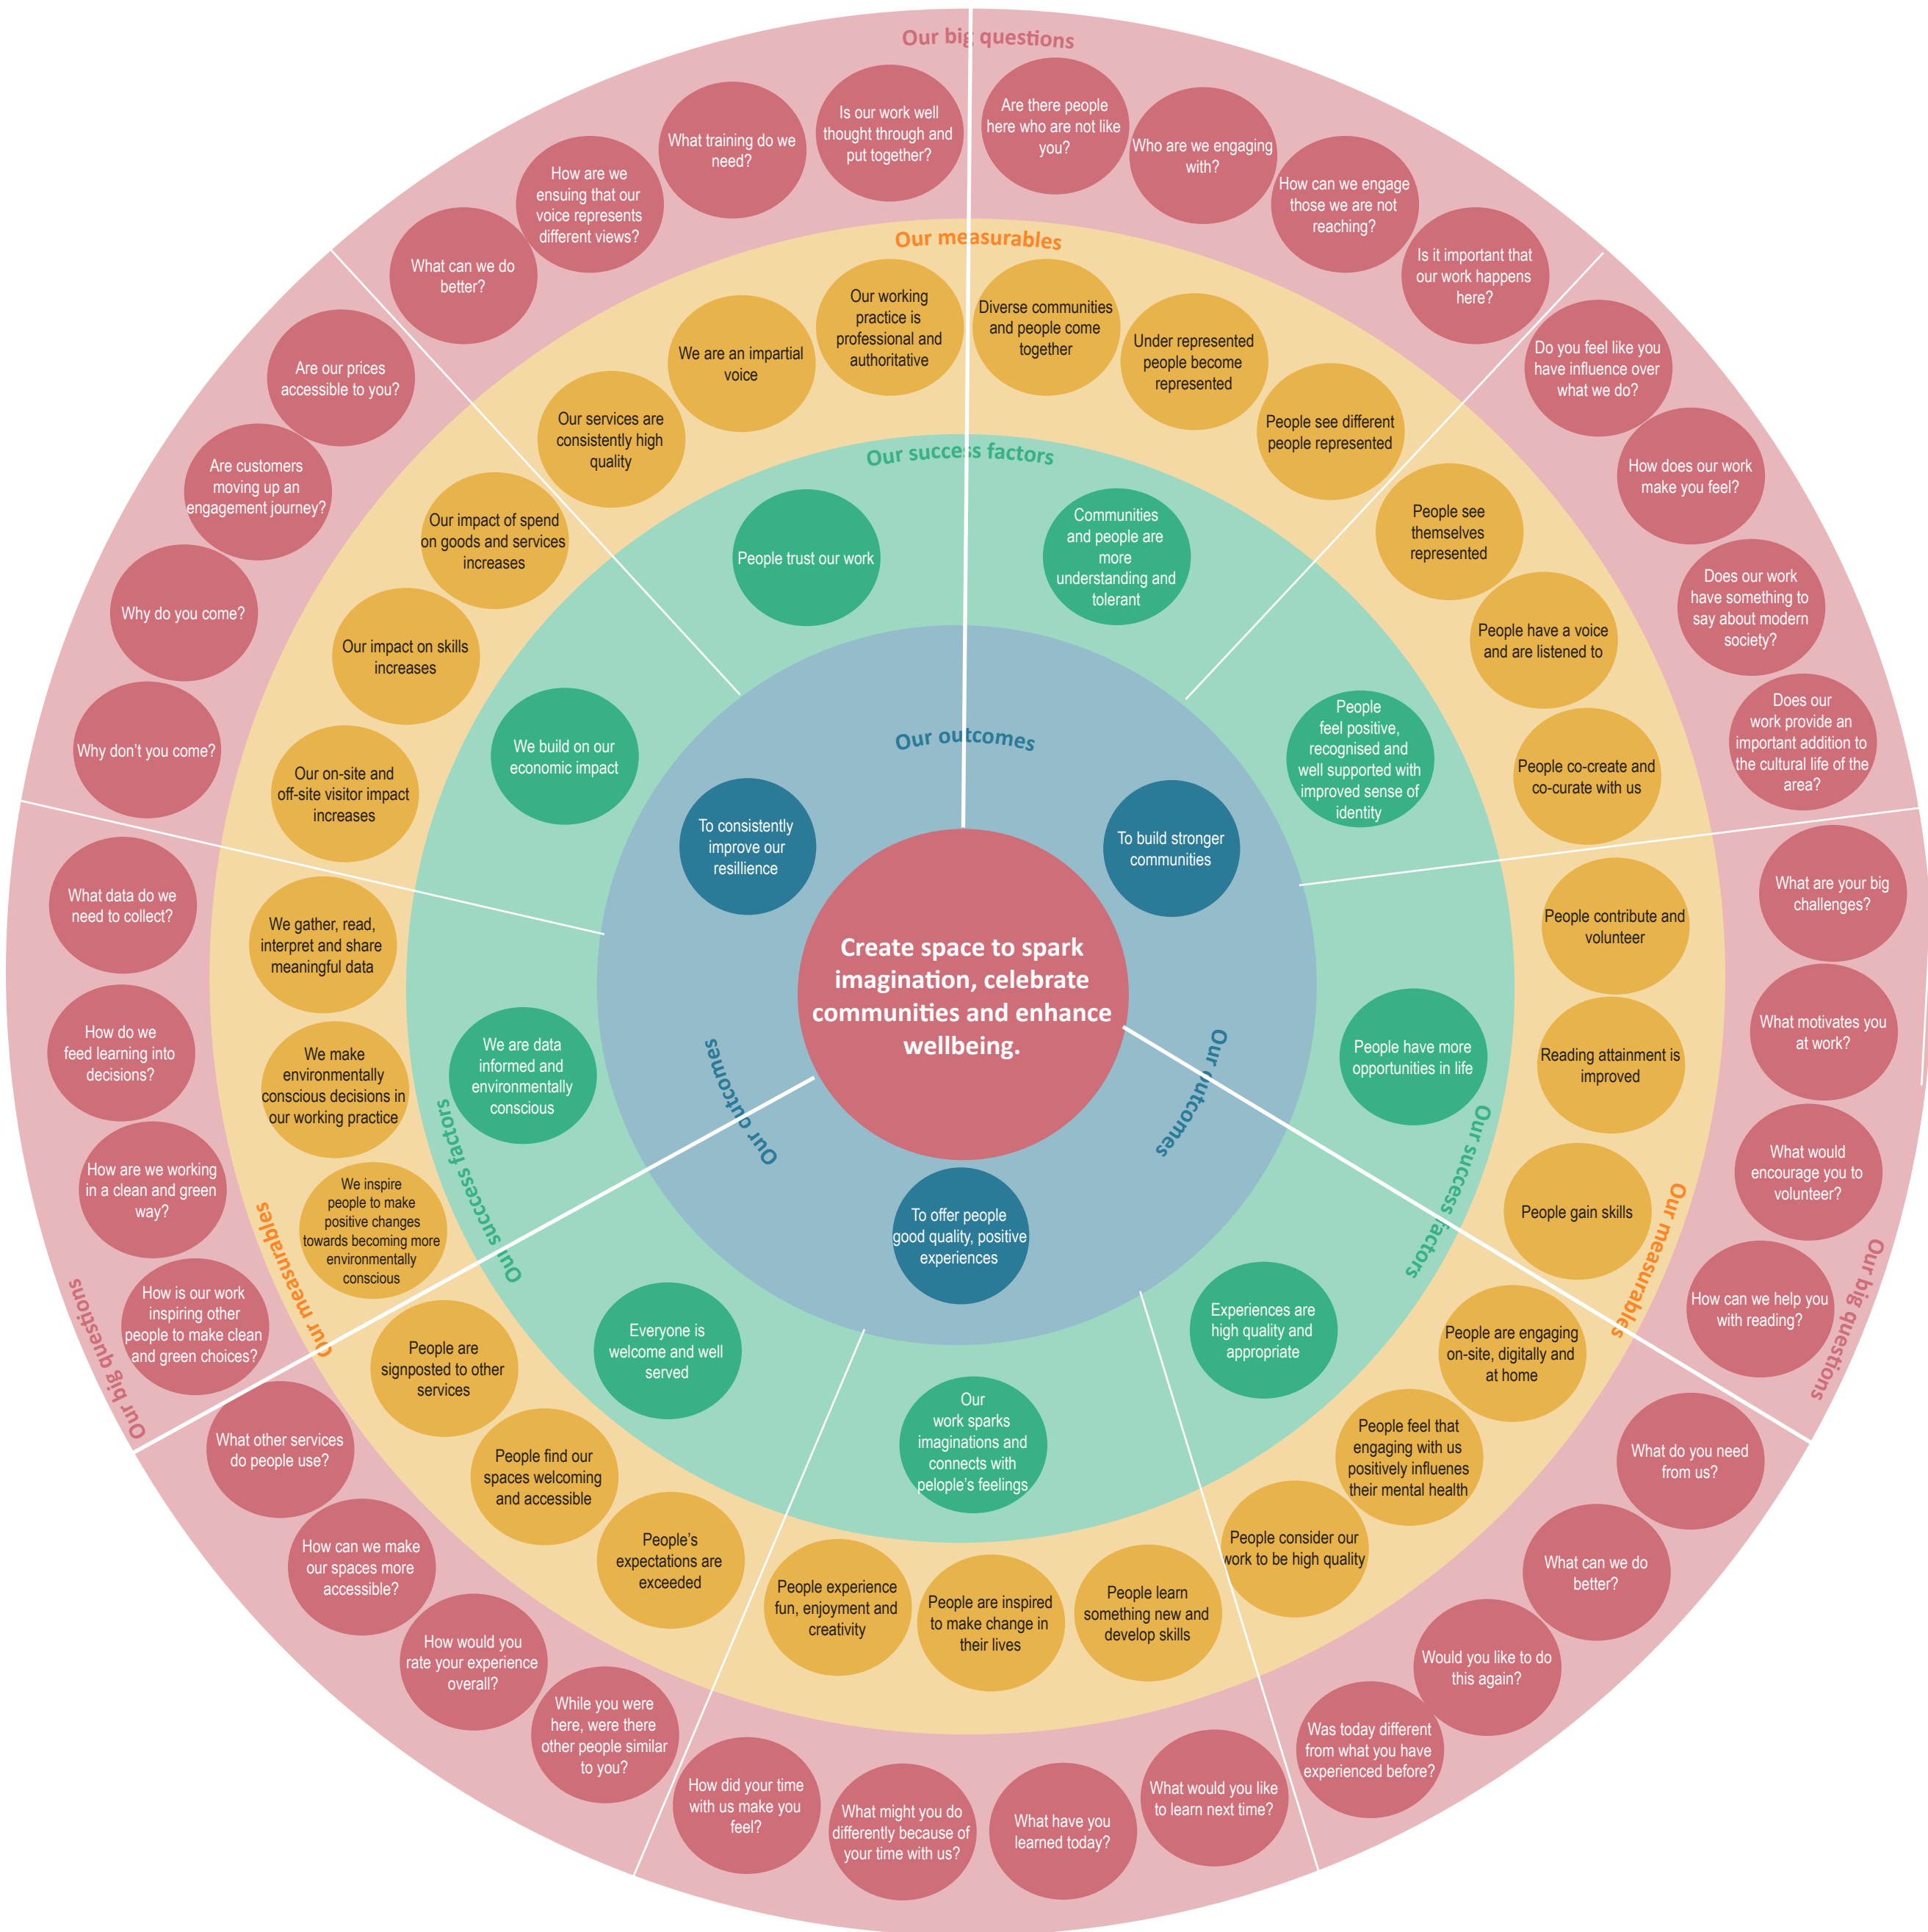 Our big questions
Is our work well
thought through and
put together?
Are there people
here who are not like
you?
What training do we
need?
Who are we engaging
with?
How are we
ensuing that our
voice represents
different views?
How can we engage
those we are not
reaching?
What can we do
better?
Is it important that
our work happens
here?
Are our prices
accessible to you?
Do you feel like you
have influence over
what we do?
Are customers
moving up an
engagement journey?
How does our work
make you feel?
Why do you come?
Does our work
have something to
say about modern
society?
Why don't you come?
Does our
work provide an
important addition to
the cultural life of the
area?
What data do we
need to collect?
What are your big
challenges?
How do we
feed learning into
decisions?
What motivates you
at work?
How are we working
in a clean and green
way?
What would
encourage you to
volunteer?
How is our work
inspiring other
people to make clean
and green choices?
How can we help you
with reading?
Our big questions
Our big questions
What other services
do people use?
What do you need
from us?
How can we make
our spaces more
accessible?
What can we do
better?
How would you
rate your experience
overall?
Would you like to do
this again?
While you were
here, were there
other people similar
to you?
Was today different
from what you have
experienced before?
How did your time
with us make you
feel?
What might you do
differently because of
your time with us?
What have you
learned today?
What would you like
to learn next time?
Our measurables
Our working
practice is
professional and
authoritative
Diverse communities
and people come
together
We are an impartial
voice
Under represented
people become
represented
Our services are
consistently high
quality
People see different
people represented
Our impact of spend
on goods and services
increases
People see
themselves
represented
Our impact on skills
increases
People have a voice
and are listened to
Our on-site and
off-site visitor impact
increases
People co-create and
co-curate with us
We gather, read,
interpret and share
meaningful data
People contribute and
volunteer
We make
environmentally
conscious decisions in
our working practice
Reading attainment is
improved
We inspire
people to make
positive changes
towards becoming more
environmentally
conscious
People gain skills
Our measurables
Our measurables
People are
signposted to other
services
People are engaging
on-site, digitally and
at home
People find our
spaces welcoming
and accessible
People feel that
engaging with us
positively influenes
their mental health
People's
expectations are
exceeded
People consider our
work to be high quality
People experience
fun, enjoyment and
creativity
People are inspired
to make change in
their lives
People learn
something new and
develop skills
Our success factors
People trust our work
Communities
and people are
more
understanding and
tolerant
We build on our
economic impact
People
feel positive,
recognised and
well supported with
improved sense of
identity
We are data
informed and
environmentally
conscious
People have more
opportunities in life
Our success factors
Our success factors
Everyone is
welcome and well
served
Experiences are
high quality and
appropriate
Our
work sparks
imaginations and
connects with
pelople's feelings
Our outcomes
To consistently
improve our
resillience
To build stronger
communities
Our outcomes
Our outcomes
To offer people
good quality, positive
experiences
Create space to spark
imagination, celebrate
communities and enhance
wellbeing.